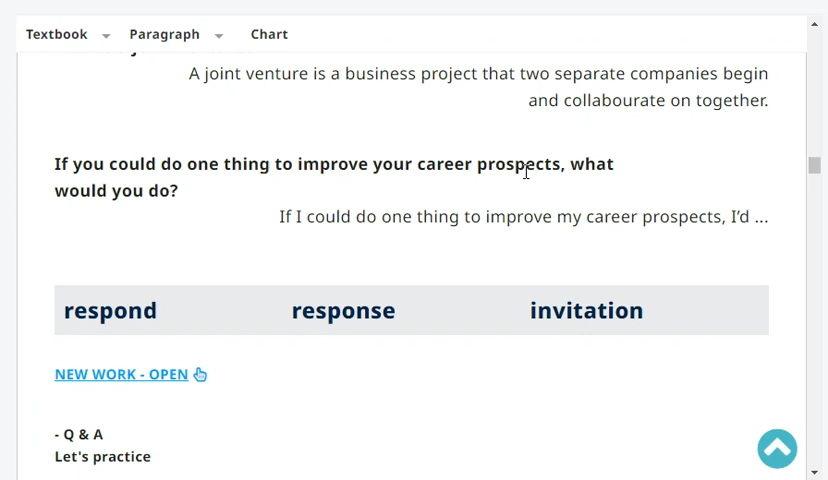 Textbook Paragraph Chart
A joint venture is a business project that two separate companies begin
and collabourate on together.
If you could do one thing to improve your career prospects, what
would you do?
If I could do one thing to improve my career prospects, I’d ...
respond response invitation
NEW WORK - OPEN
- Q & A
Let's practice